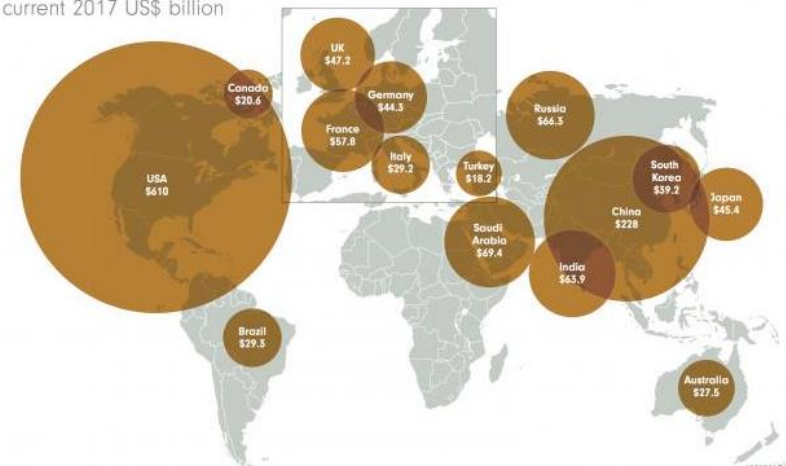 current 2017 US$ billion
UK
$47.2
Canada
$20.6
Germany
$44.3
Russia
$66.3
France
$57.8
Italy
$29.2
Turkey
$18.2
South
Korea
$39.2
USA
$610
Japan
$45.4
China
$228
Saudi
Arabia
$69.4
India
$63.9
Brazil
$29.3
Australia
$27.5